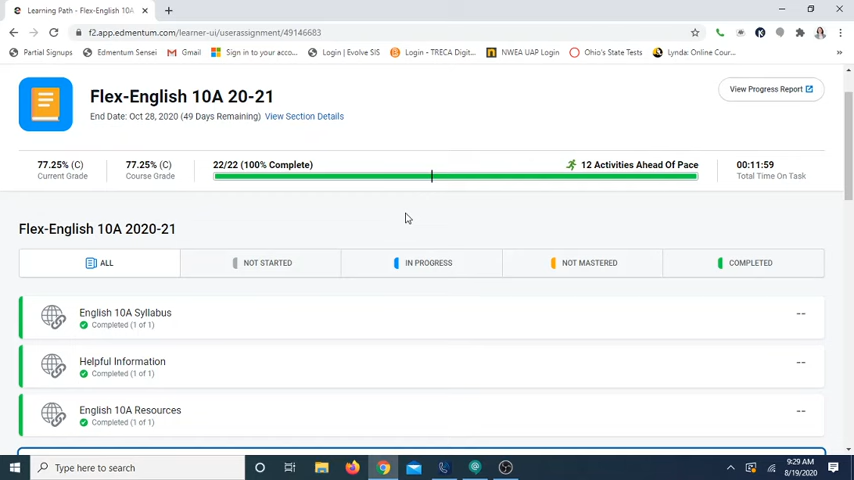 Learning Path - Flex-English 10A
f2.app.edmentum.com/learner-ui/userassignment/49146683
Partial Signups
Edmentum Sensei
Gmail
Sign in to your acco...
Login | Evolve SIS
Login - TRECA Digit...
NWEA UAP Login
Ohio's State Tests
Lynda: Online Cour...
Flex-English 10A 20-21
View Progress Report
End Date: Oct 28, 2020 (49 Days Remaining) View Section Details
77.25% (C)
Current Grade
77.25% (C)
Course Grade
22/22 (100% Complete)
12 Activities Ahead Of Pace
00:11:59
Total Time On Task
Flex-English 10A 2020-21
ALL
NOT STARTED
IN PROGRESS
NOT MASTERED
COMPLETED
English 10A Syllabus
--
Completed (1 of 1)
Helpful Information
--
Completed (1 of 1)
English 10A Resources
--
Completed (1 of 1)
Type here to search
9:29 AM
8/19/2020